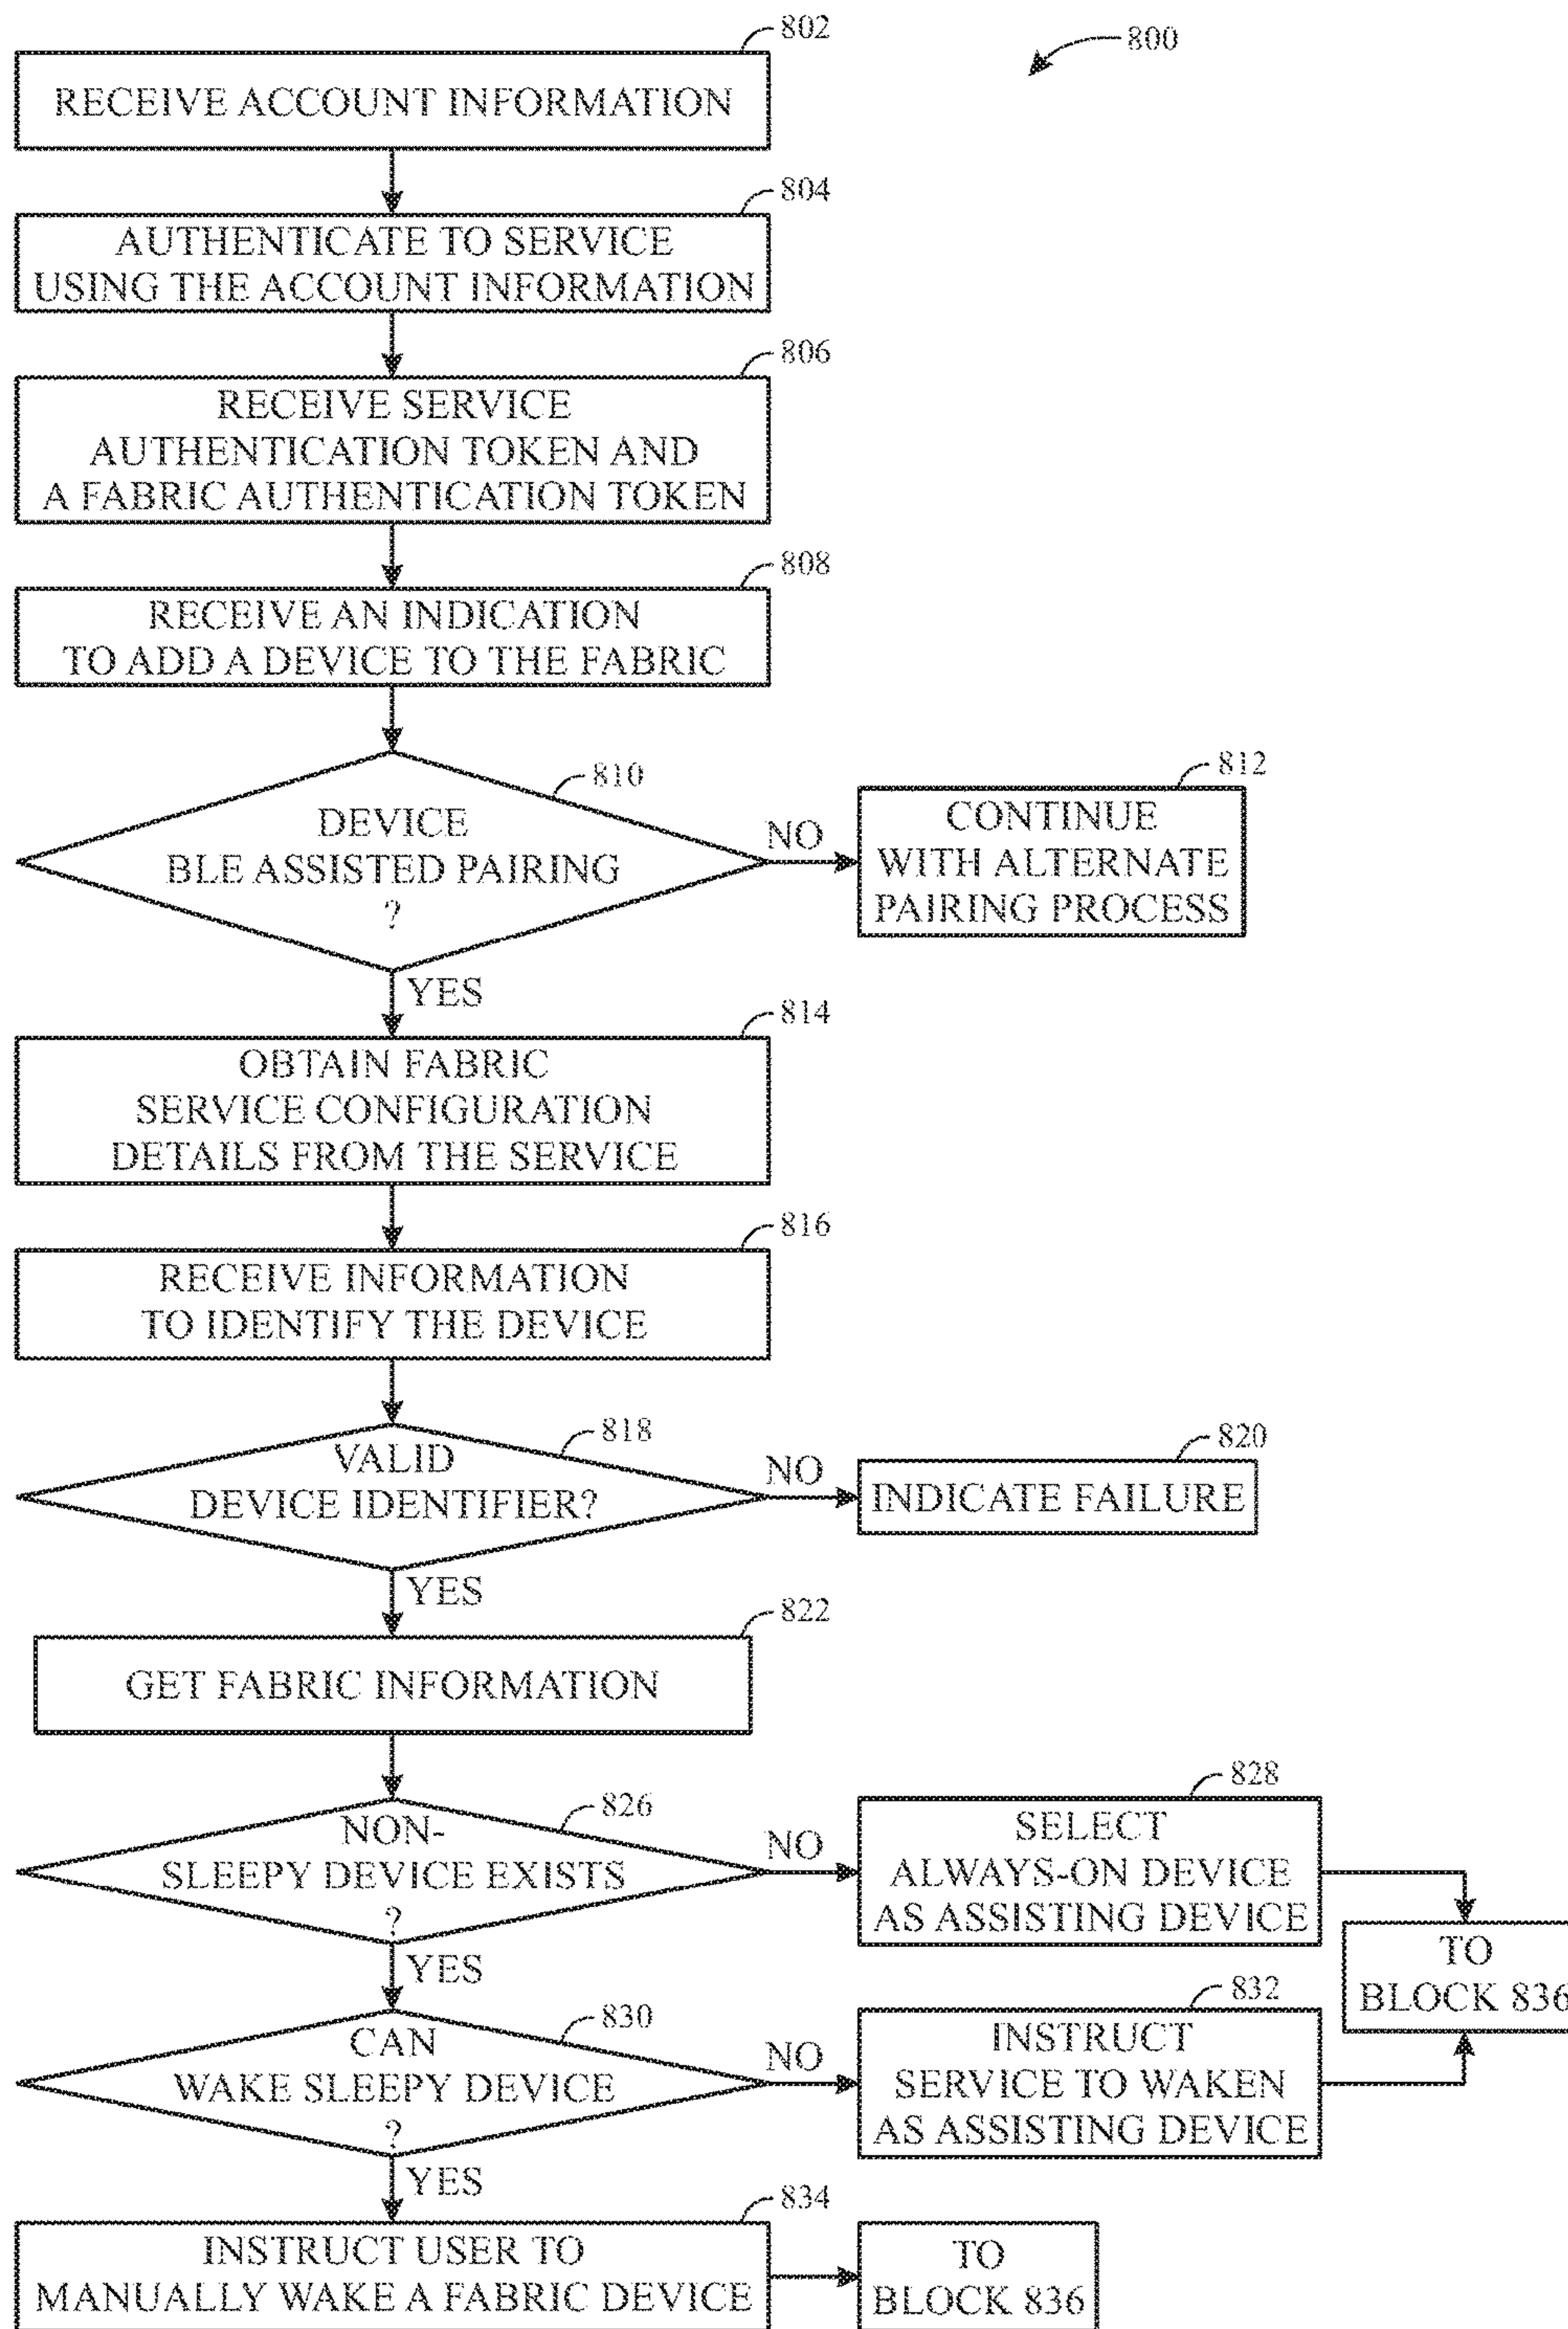 802
800
RECEIVE ACCOUNT INFORMATION
804
AUTHENTICATE TO SERVICE
USING THE ACCOUNT INFORMATION
806
RECEIVE SERVICE
AUTHENTICATION TOKEN AND
A FABRIC AUTHENTICATION TOKEN
808
RECEIVE AN INDICATION
TO ADD A DEVICE TO THE FABRIC
810
DEVICE
BLE ASSISTED PAIRING
?
NO
812
CONTINUE
WITH ALTERNATE
PAIRING PROCESS
YES
814
OBTAIN FABRIC
SERVICE CONFIGURATION
DETAILS FROM THE SERVICE
816
RECEIVE INFORMATION
TO IDENTIFY THE DEVICE
818
VALID
DEVICE IDENTIFIER?
NO
820
INDICATE FAILURE
YES
822
GET FABRIC INFORMATION
826
NON-
SLEEPY DEVICE EXISTS
?
NO
828
SELECT
ALWAYS-ON DEVICE
AS ASSISTING DEVICE
TO
BLOCK 836
YES
830
CAN
WAKE SLEEPY DEVICE
?
NO
832
INSTRUCT
SERVICE TO WAKEN
AS ASSISTING DEVICE
YES
834
INSTRUCT USER TO
MANUALLY WAKE A FABRIC DEVICE
TO
BLOCK 836